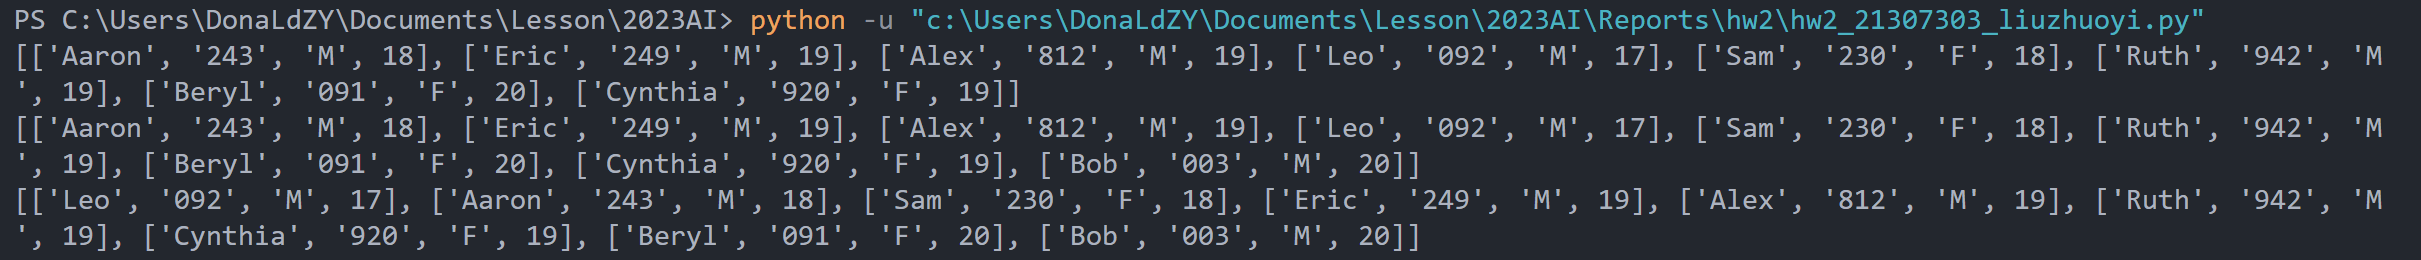 PS C:\Users\DonaLdZY\Documents\Lesson\2023AI> python -u "c:\Users\DonaLdZY\Documents\Lesson\2023AI\Reports\hw2\hw2_21307303_liuzhuoyi.py"
[['Aaron', '243', 'M', 18], ['Eric', '249', 'M', 19], ['Alex', '812', 'M', 19], ['Leo', '092', 'M', 17], ['Sam', '230', 'F', 18], ['Ruth', '942', 'M
', 19], ['Beryl', '091', 'F', 20], ['Cynthia', '920', 'F', 19]]
[['Aaron', '243', 'M', 18], ['Eric', '249', 'M', 19], ['Alex', '812', 'M', 19], ['Leo', '092', 'M', 17], ['Sam', '230', 'F', 18], ['Ruth', '942', 'M
', 19], ['Beryl', '091', 'F', 20], ['Cynthia', '920', 'F', 19], ['Bob', '003', 'M', 20]]
[['Leo', '092', 'M', 17], ['Aaron', '243', 'M', 18], ['Sam', '230', 'F', 18], ['Eric', '249', 'M', 19], ['Alex', '812', 'M', 19], ['Ruth', '942', 'M
', 19], ['Cynthia', '920', 'F', 19], ['Beryl', '091', 'F', 20], ['Bob', '003', 'M', 20]]